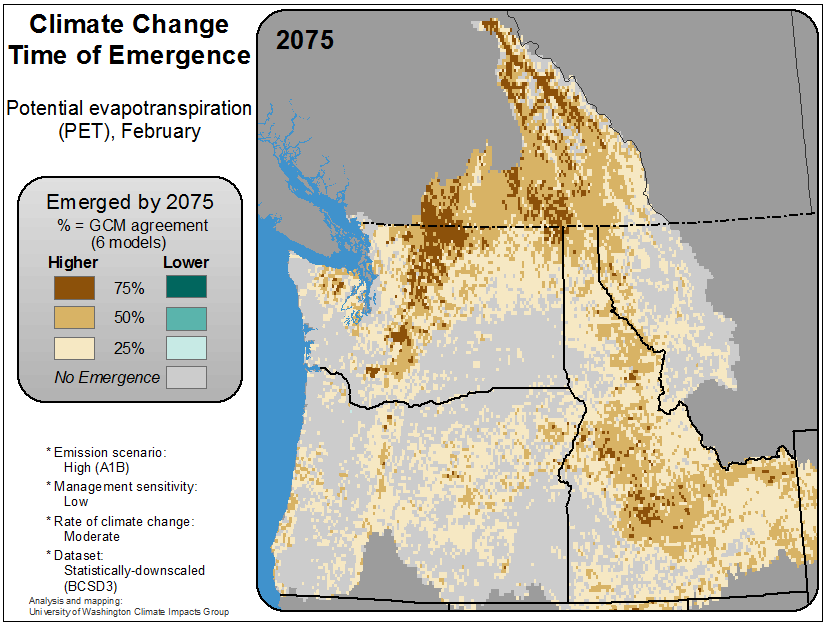 Climate Change
Time of Emergence
Potential evapotranspiration
(PET), February
Emerged by 2075
% = GCM agreement
(6 models)
Higher Lower
75%
50%
25%
No Emergence
* Emission scenario:
High (A1B)
* Management sensitivity:
Low
* Rate of climate change:
Moderate
* Dataset:
Statistically-downscaled
(BCSD3)
Analysis and mapping:
University of Washington Climate Impacts Group
2075